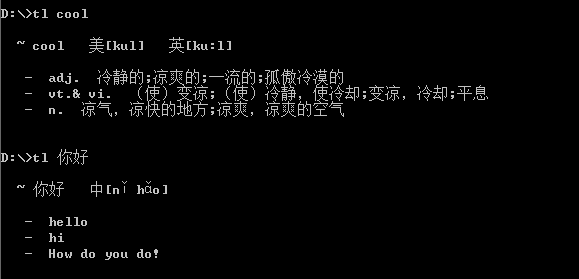 D:\>tl cool
~ cool 美[kul] 英[ku:l]
- adj. 冷静的;凉爽的;一流的;孤傲冷漠的
- vt.& vi. （使）变凉;（使）冷静，使冷却;变凉，冷却;平息
- n. 凉气，凉快的地方;凉爽，凉爽的空气
D:\>tl 你好
~ 你好 中[nǐ hǎo]
- hello
- hi
- How do you do!